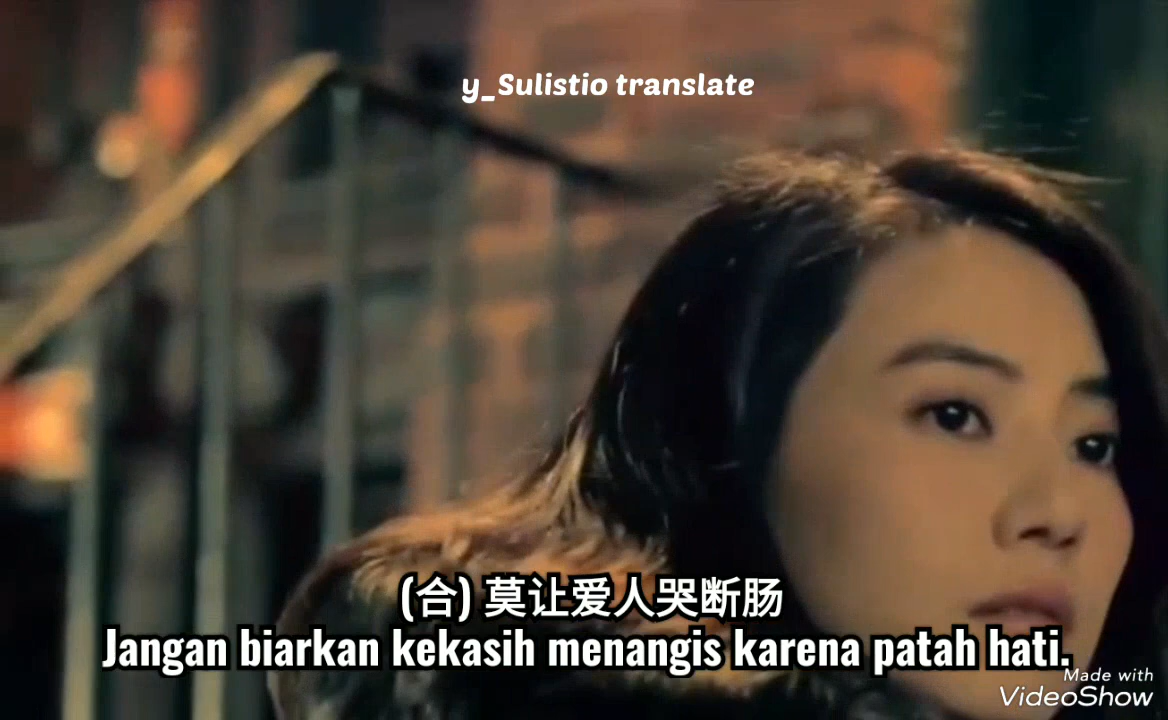 y_Sulistio translate
(合) 莫让爱人哭断肠
Jangan biarkan kekasih menangis karena patah hati.
Made with
VideoShow